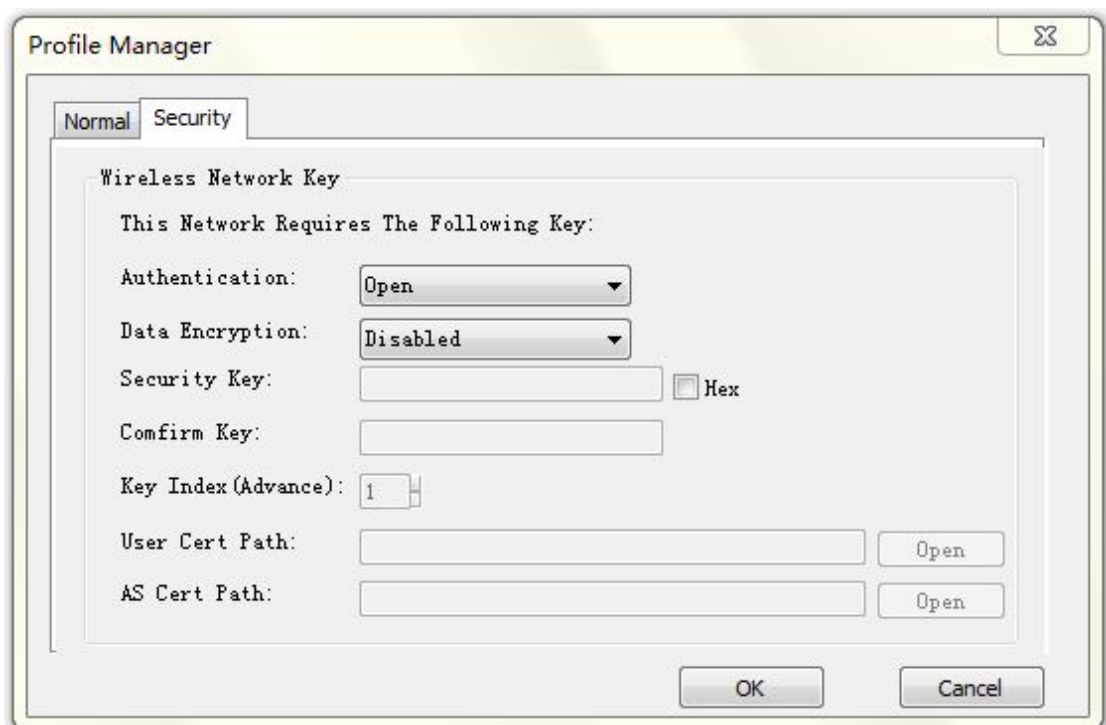 Profile Manager
Normal Security
Wireless Network Key
This Network Requires The Following Key:
Authentication: Open
Data Encryption: Disabled
Security Key: Hex
Comfirm Key:
Key Index(Advance): 1
User Cert Path: Open
AS Cert Path: Open
OK Cancel